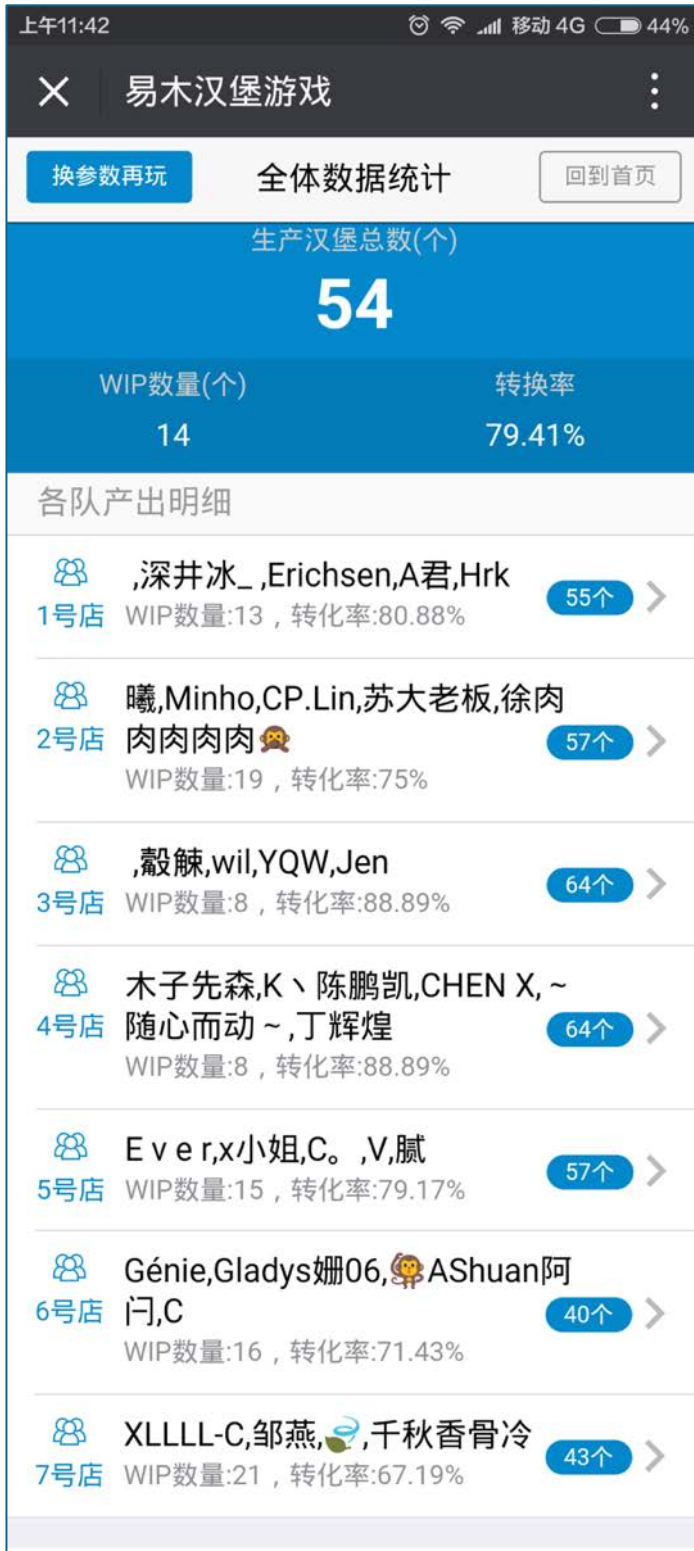 上午11:42 移动 4G 44%
易木汉堡游戏
换参数再玩 全体数据统计 回到首页
生产汉堡总数(个)
54
WIP数量(个) 转换率
14 79.41%
各队产出明细
,深井冰_ ,Erichsen,A君,Hrk
1号店 WIP数量:13，转化率:80.88% 55个
曦,Minho,CP.Lin,苏大老板,徐肉
2号店 肉肉肉肉🙊 57个
WIP数量:19，转化率:75%
,觳觫,wil,YQW,Jen
3号店 WIP数量:8，转化率:88.89% 64个
木子先森,K丶陈鹏凯,CHEN X, ~
4号店 随心而动 ~ ,丁辉煌 64个
WIP数量:8，转化率:88.89%
E v e r,x小姐,C。,V,腻
5号店 WIP数量:15，转化率:79.17% 57个
Génie,Gladys姗06,🐒AShuan阿
6号店 闩,C 40个
WIP数量:16，转化率:71.43%
XLLLL-C,邹燕,🍃,千秋香骨冷
7号店 WIP数量:21，转化率:67.19% 43个